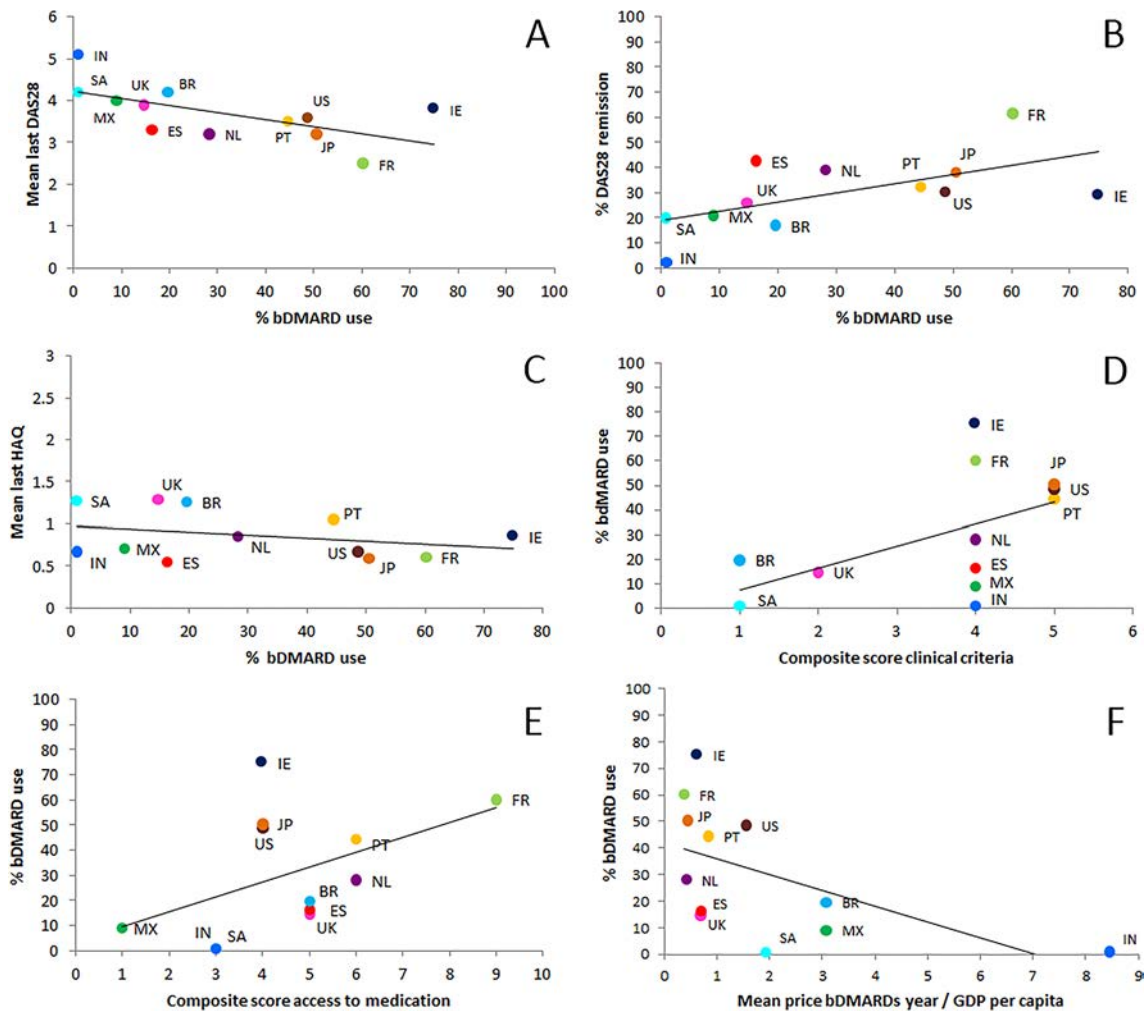 A
6
5
4
3
2
1
0
Mean last DAS28
IN
SA
UK
BR
MX
ES
NL
US
PT
JP
IE
FR
0 10 20 30 40 50 60 70 80 90 100
% bDMARD use
B
100
90
80
70
60
50
40
30
20
10
0
% DAS28 remission
FR
ES
NL
PT
JP
UK
US
IE
SA
MX
BR
IN
0 10 20 30 40 50 60 70 80
% bDMARD use
C
3
2.5
2
1.5
1
0.5
0
Mean last HAQ
SA
UK
BR
PT
IE
IN
MX
ES
NL
US
JP
FR
0 10 20 30 40 50 60 70 80
% bDMARD use
D
100
90
80
70
60
50
40
30
20
10
0
% bdIMARD use
IE
FR
JP
US
PT
NL
BR
UK
ES
MX
SA
IN
0 1 2 3 4 5 6
Composite score clinical criteria
E
100
90
80
70
60
50
40
30
20
10
0
% bDMARD use
IE
FR
JP
US
PT
NL
BR
ES
UK
MX
IN
SA
0 1 2 3 4 5 6 7 8 9 10
Composite score access to medication
F
100
90
80
70
60
50
40
30
20
10
0
% bDMARD use
IE
FR
JP
US
PT
NL
ES
BR
UK
MX
SA
IN
0 1 2 3 4 5 6 7 8 9
Mean price bDMARDs year / GDP per capita